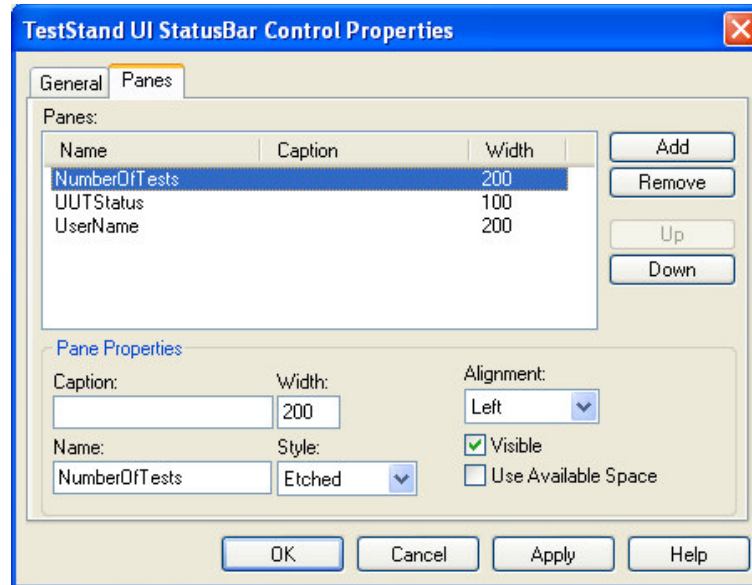 TestStand UI StatusBar Control Properties
General Panes
Panes:
Name Caption Width
NumberOfTests 200
UUTStatus 100
UserName 200
Add
Remove
Up
Down
Pane Properties
Caption: Width: Alignment:
200 Left
Name: Style: Visible
NumberOfTests Etched Use Available Space
OK Cancel Apply Help